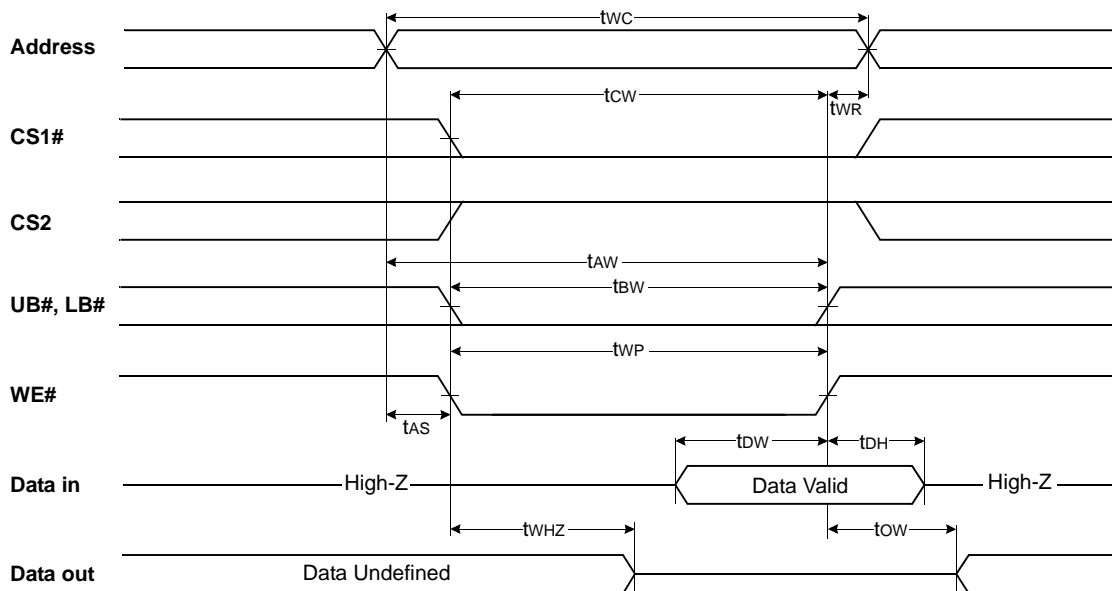 tWC
Address
tCW
tWR
CS1#
CS2
tAW
tBW
UB#, LB#
tWP
WE#
tAS
tDW
tDH
Data in
High-Z
Data Valid
High-Z
tWHZ
tOW
Data out
Data Undefined